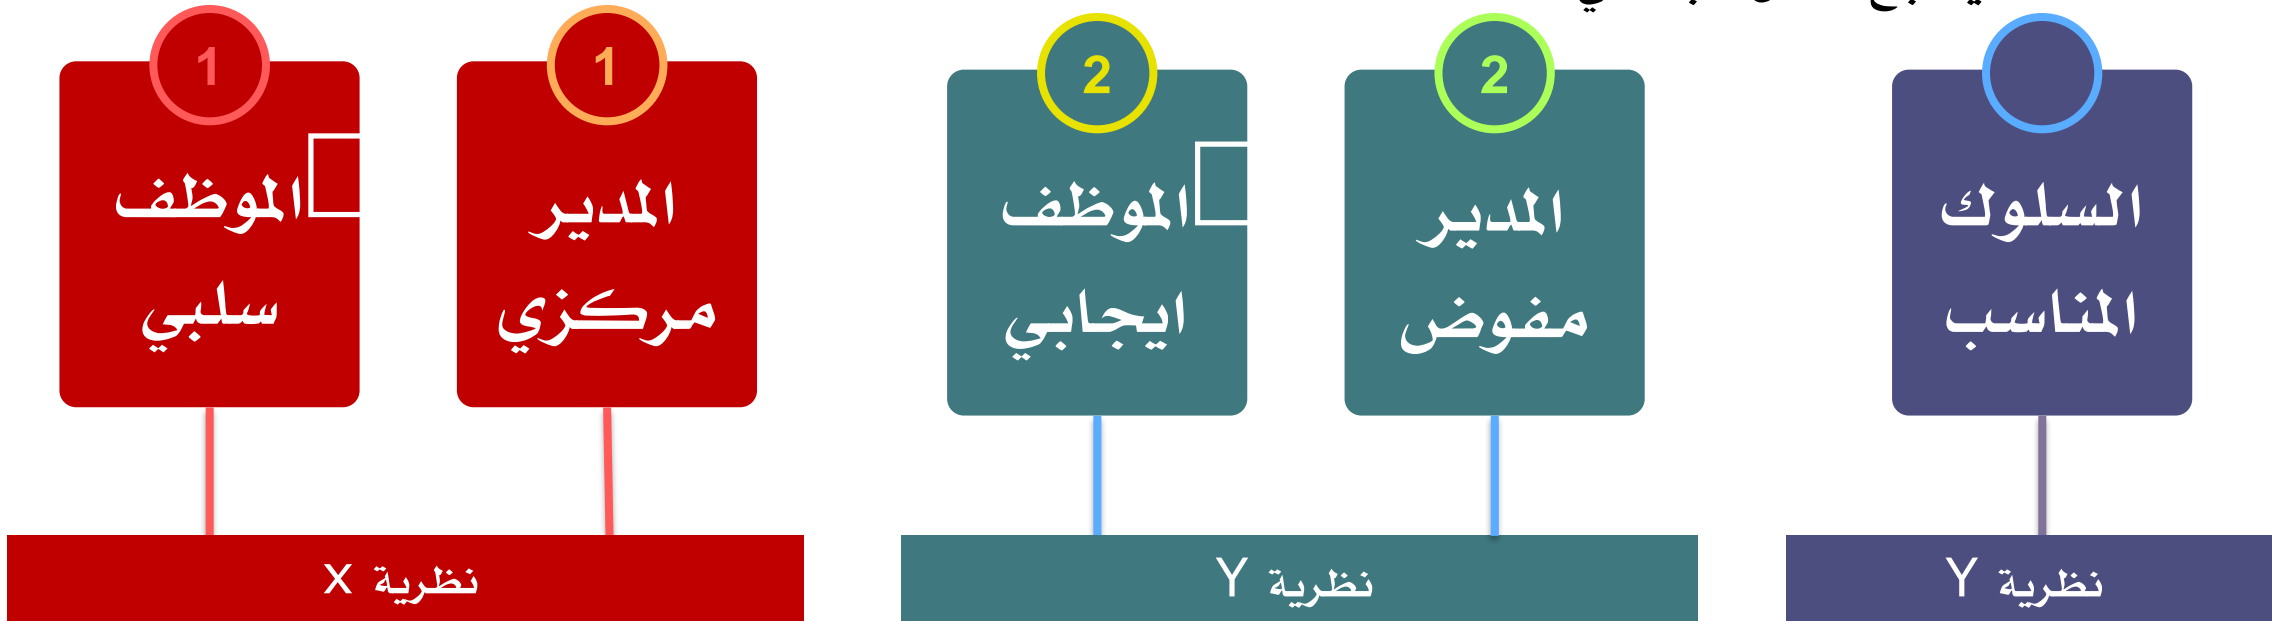 السلوك
المناسب
نظرية Y
2
المدير
مفوض
2
الموظف
ايجابي
نظرية Y
1
المدير
مركزي
1
الموظف
سلبي
نظرية X